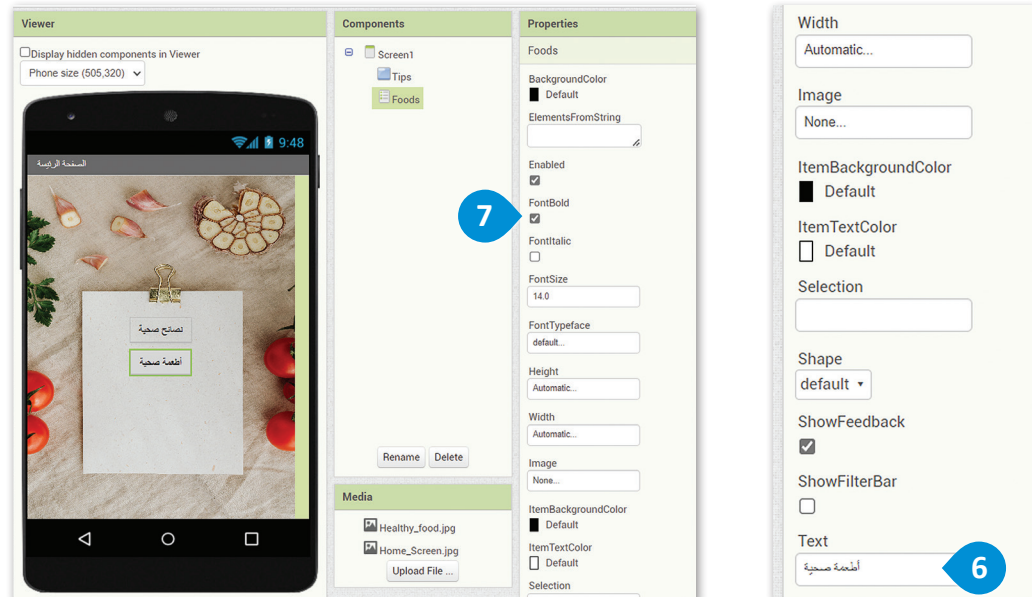 Viewer
Display hidden components in Viewer
Phone size (505,320)
9:48
الصفحة الرئيسة
نصائح صحية
أطعمة صحية
Components
Screen1
Tips
Foods
Rename
Delete
Media
Healthy_food.jpg
Home_Screen.jpg
Upload File ...
Properties
Foods
BackgroundColor
Default
ElementsFromString
Enabled
7
FontBold
FontItalic
FontSize
14.0
FontTypeface
default...
Height
Automatic...
Width
Automatic...
Image
None...
ItemBackgroundColor
Default
ItemTextColor
Default
Selection
Width
Automatic...
Image
None...
ItemBackgroundColor
Default
ItemTextColor
Default
Selection
Shape
default
ShowFeedback
ShowFilterBar
Text
أطعمة صحية
6